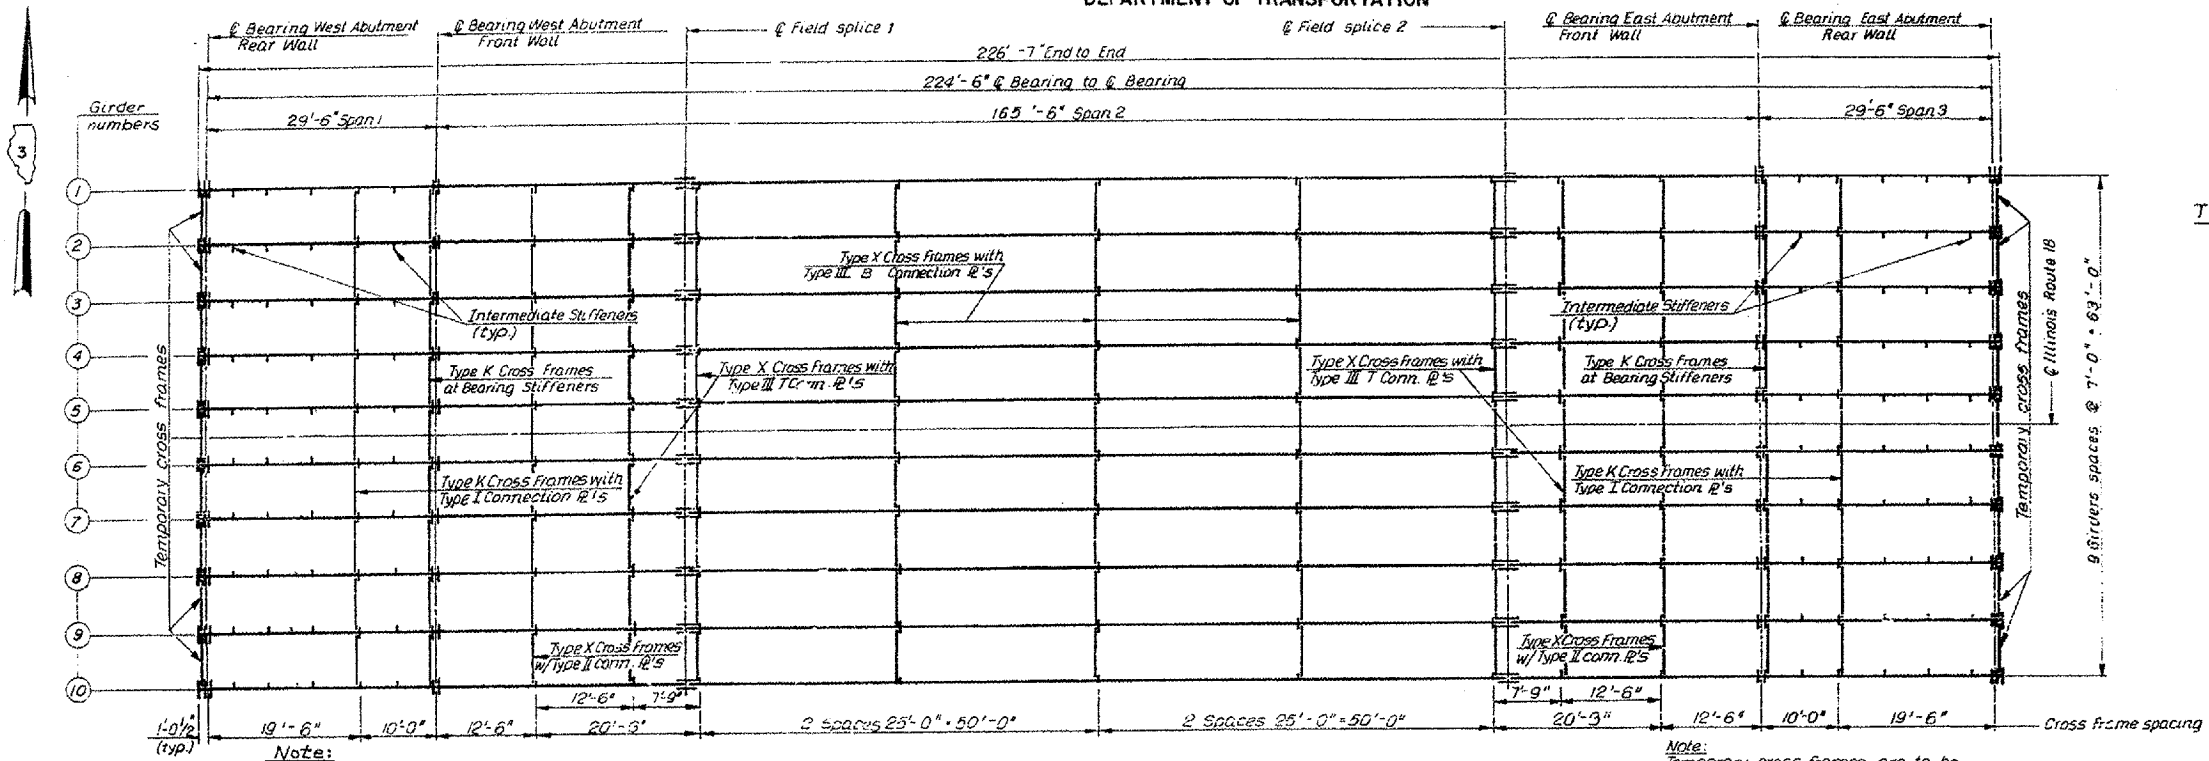 DEPARTMENT OF TRANSPORTATION
℄ Bearing West Abutment
Rear Wall
℄ Bearing West Abutment
Front Wall
℄ Field splice 1
℄ Field splice 2
℄ Bearing East Abutment
Front Wall
℄ Bearing East Abutment
Rear Wall
226'-7" End to End
224'-6" ℄ Bearing to ℄ Bearing
29'-6" Span 1
165'-6" Span 2
29'-6" Span 3
Girder
numbers
3
1
2
3
4
5
6
7
8
9
10
Type X Cross Frames with
Type III B Connection ℙ's
Intermediate Stiffeners
(typ.)
Intermediate Stiffeners
(typ.)
Type K Cross Frames
at Bearing Stiffeners
Type X Cross Frames with
Type III T Conn. ℙ's
Type X Cross Frames with
Type III T Conn. ℙ's
Type K Cross Frames
at Bearing Stiffeners
Type K Cross Frames with
Type I Connection ℙ's
Type K Cross Frames with
Type I Connection ℙ's
Type X Cross Frames
w/Type II conn. ℙ's
Type X Cross Frames
w/Type II conn. ℙ's
Temporary cross frames
Temporary cross frames
℄ Illinois Route 18
9 Girders spaces @ 7'-0" = 63'-0"
12'-6" 7'-9"
7'-9" 12'-6"
1'-0½"
(typ.)
19'-6" 10'-0" 12'-6" 20'-3" 2 Spaces 25'-0" = 50'-0" 2 Spaces 25'-0" = 50'-0" 20'-3" 12'-6" 10'-0" 19'-6" Cross frame spacing
Note:
Note:
Temporary cross frames are to be